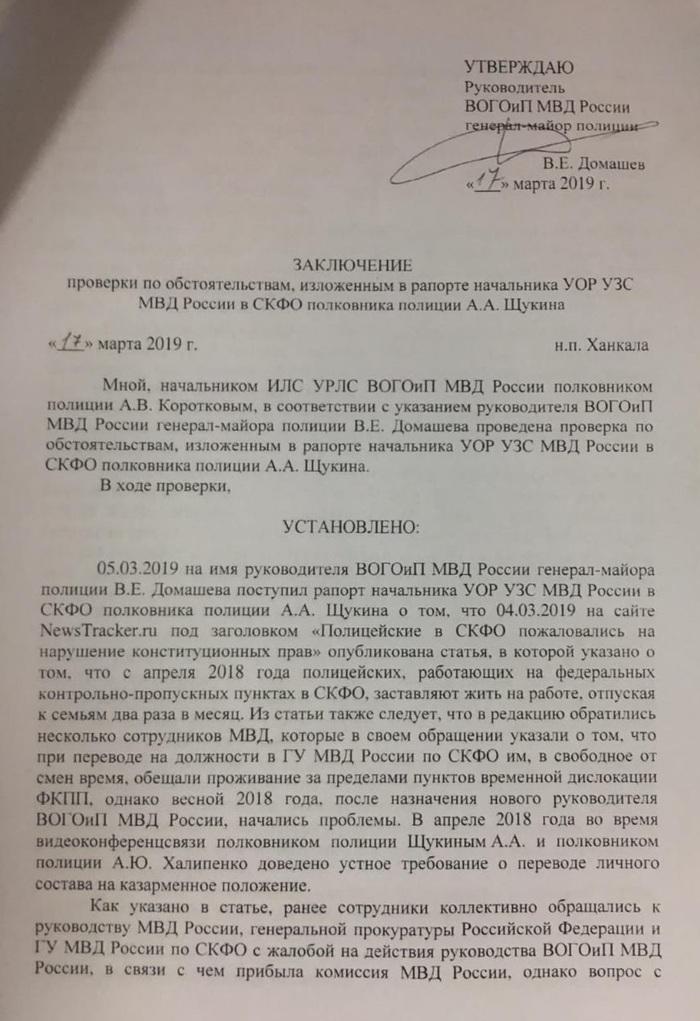 УТВЕРЖДАЮ
Руководитель
ВОГОиП МВД России
генерал-майор полиции
В.Е. Домашев
«17» марта 2019 г.
ЗАКЛЮЧЕНИЕ
проверки по обстоятельствам, изложенным в рапорте начальника УОР УЗС
МВД России в СКФО полковника полиции А.А. Щукина
«17» марта 2019 г. н.п. Ханкала
Мной, начальником ИЛС УРЛС ВОГОиП МВД России полковником
полиции А.В. Коротковым, в соответствии с указанием руководителя ВОГОиП
МВД России генерал-майора полиции В.Е. Домашева проведена проверка по
обстоятельствам, изложенным в рапорте начальника УОР УЗС МВД России в
СКФО полковника полиции А.А. Щукина.
В ходе проверки,
УСТАНОВЛЕНО:
05.03.2019 на имя руководителя ВОГОиП МВД России генерал-майора
полиции В.Е. Домашева поступил рапорт начальника УОР УЗС МВД России в
СКФО полковника полиции А.А. Щукина о том, что 04.03.2019 на сайте
NewsTracker.ru под заголовком «Полицейские в СКФО пожаловались на
нарушение конституционных прав» опубликована статья, в которой указано о
том, что с апреля 2018 года полицейских, работающих на федеральных
контрольно-пропускных пунктах в СКФО, заставляют жить на работе, отпуская
к семьям два раза в месяц. Из статьи также следует, что в редакцию обратились
несколько сотрудников МВД, которые в своем обращении указали о том, что
при переводе на должности в ГУ МВД России по СКФО им, в свободное от
смен время, обещали проживание за пределами пунктов временной дислокации
ФКПП, однако весной 2018 года, после назначения нового руководителя
ВОГОиП МВД России, начались проблемы. В апреле 2018 года во время
видеоконференцсвязи полковником полиции Щукиным А.А. и полковником
полиции А.Ю. Халипенко доведено устное требование о переводе личного
состава на казарменное положение.
Как указано в статье, ранее сотрудники коллективно обращались к
руководству МВД России, генеральной прокуратуры Российской Федерации и
ГУ МВД России по СКФО с жалобой на действия руководства ВОГОиП МВД
России, в связи с чем прибыла комиссия МВД России, однако вопрос с